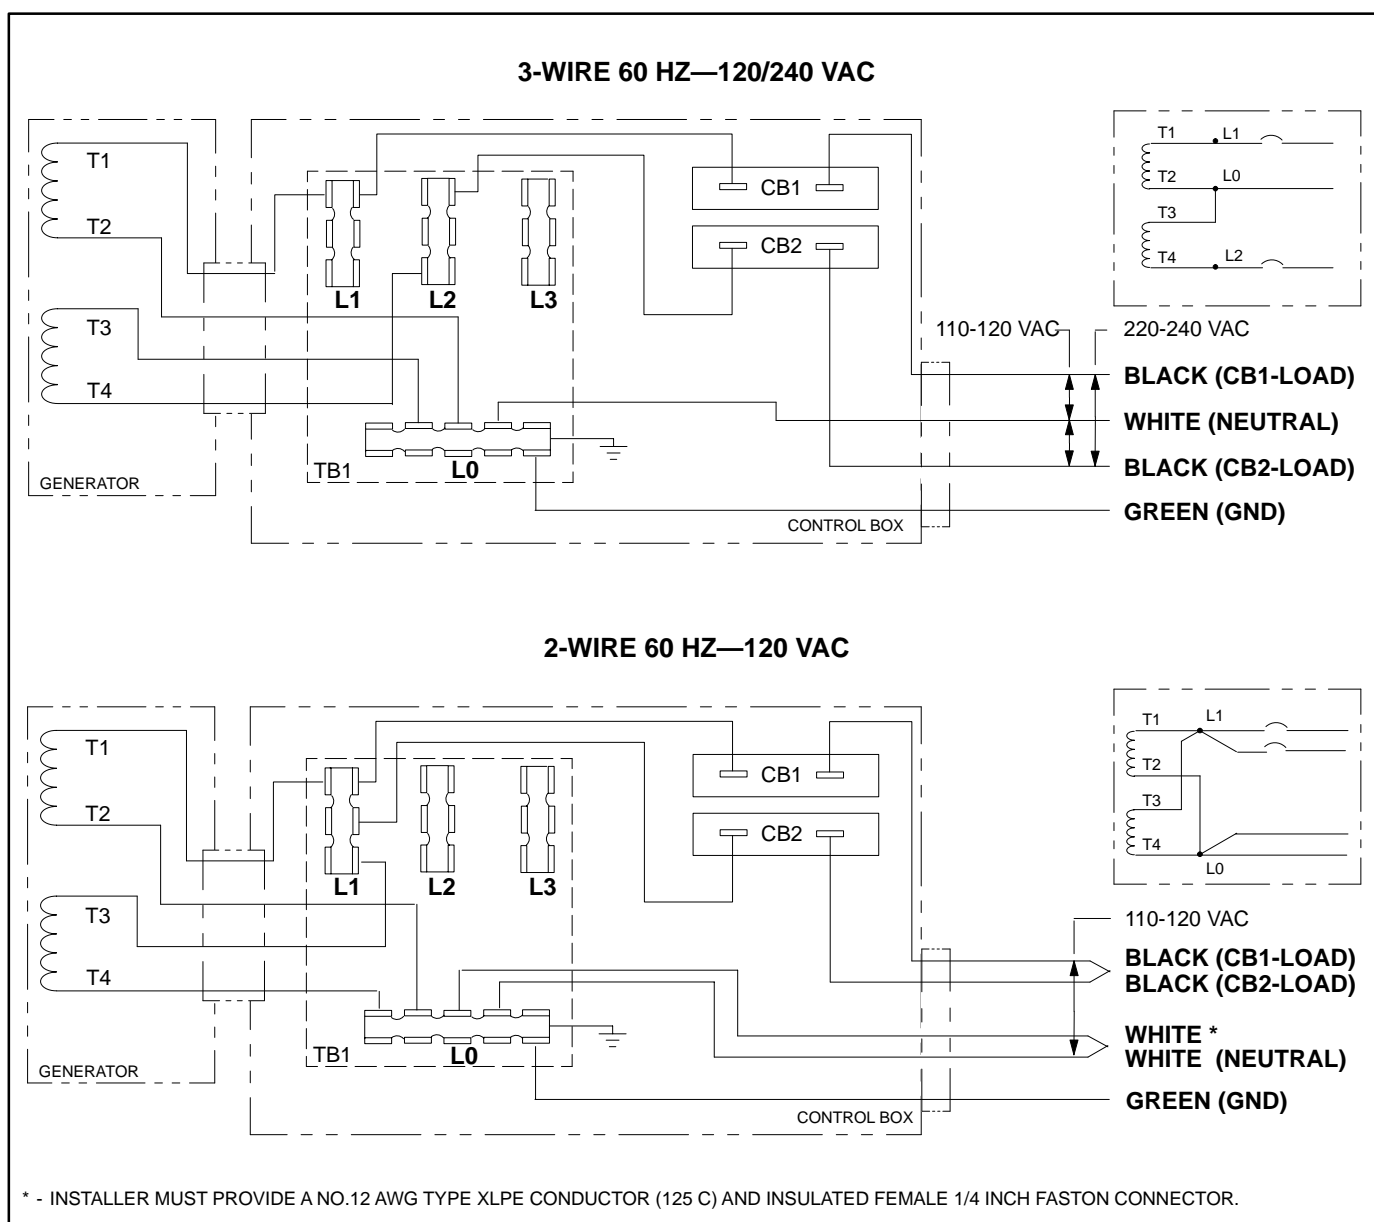 3-WIRE 60 HZ—120/240 VAC
T1
T2
T3
T4
GENERATOR
L1
L2
L3
TB1
L0
CB1
CB2
CONTROL BOX
T1
L1
T2
L0
T3
T4
L2
110-120 VAC
220-240 VAC
BLACK (CB1-LOAD)
WHITE (NEUTRAL)
BLACK (CB2-LOAD)
GREEN (GND)
2-WIRE 60 HZ—120 VAC
T1
T2
T3
T4
GENERATOR
L1
L2
L3
TB1
L0
CB1
CB2
CONTROL BOX
T1
L1
T2
T3
T4
L0
110-120 VAC
BLACK (CB1-LOAD)
BLACK (CB2-LOAD)
WHITE *
WHITE (NEUTRAL)
GREEN (GND)
* - INSTALLER MUST PROVIDE A NO.12 AWG TYPE XLPE CONDUCTOR (125 C) AND INSULATED FEMALE 1/4 INCH FASTON CONNECTOR.